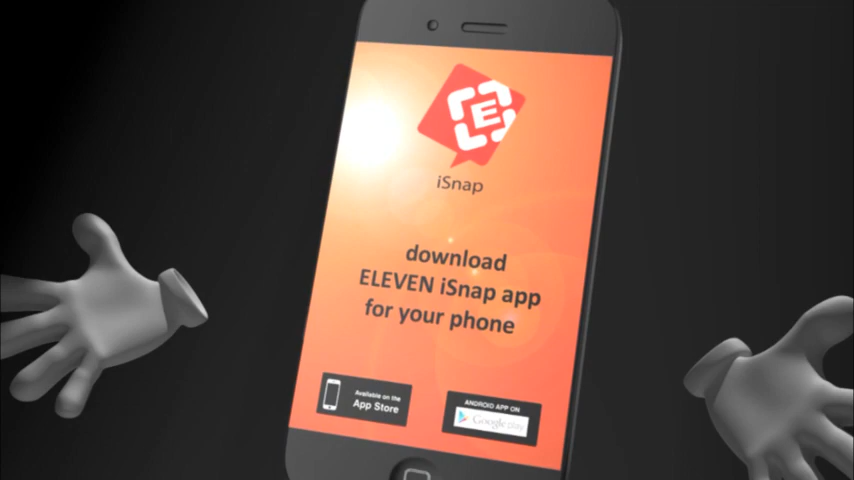 E
iSnap
download
ELEVEN iSnap app
for your phone
Available on the
App Store
ANDROID APP ON
Google play